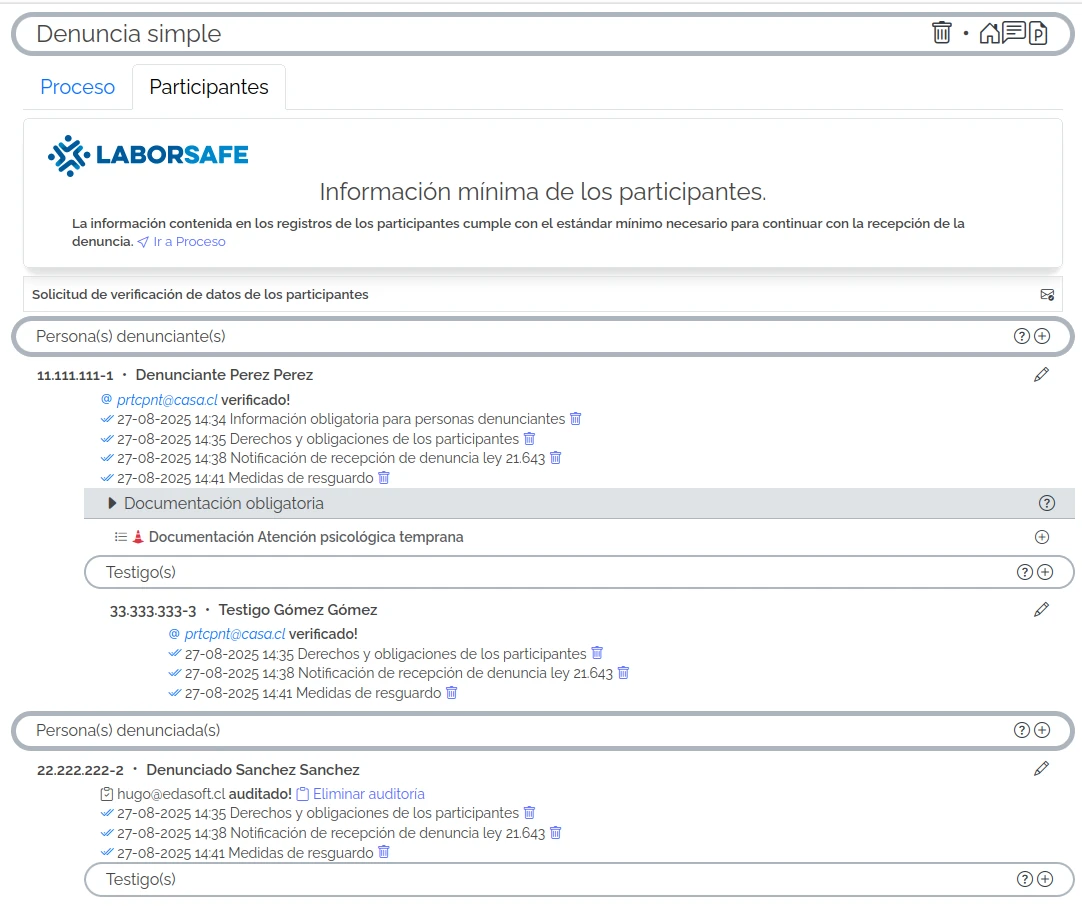 Denuncia simple
Proceso
Participantes
LABORSAFE
Información mínima de los participantes.
La información contenida en los registros de los participantes cumple con el estándar mínimo necesario para continuar con la recepción de la
denuncia. Ir a Proceso
Solicitud de verificación de datos de los participantes
Persona(s) denunciante(s)
11.111.111-1 · Denunciante Perez Perez
prtcpnt@casa.cl verificado!
27-08-2025 14:34 Información obligatoria para personas denunciantes
27-08-2025 14:35 Derechos y obligaciones de los participantes
27-08-2025 14:38 Notificación de recepción de denuncia ley 21.643
27-08-2025 14:41 Medidas de resguardo
Documentación obligatoria
Documentación Atención psicológica temprana
Testigo(s)
33.333.333-3 · Testigo Gómez Gómez
prtcpnt@casa.cl verificado!
27-08-2025 14:35 Derechos y obligaciones de los participantes
27-08-2025 14:38 Notificación de recepción de denuncia ley 21.643
27-08-2025 14:41 Medidas de resguardo
Persona(s) denunciada(s)
22.222.222-2 · Denunciado Sanchez Sanchez
hugo@edasoft.cl auditado! Eliminar auditoría
27-08-2025 14:35 Derechos y obligaciones de los participantes
27-08-2025 14:38 Notificación de recepción de denuncia ley 21.643
27-08-2025 14:41 Medidas de resguardo
Testigo(s)